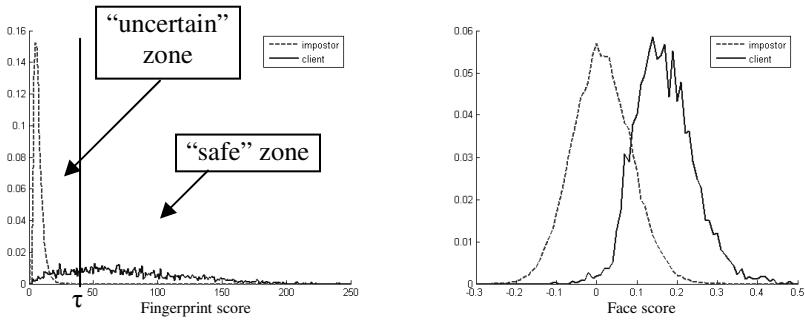 “uncertain”
zone
“safe” zone
impostor
client
0.16
0.14
0.12
0.1
0.08
0.06
0.04
0.02
0
0 50 100 150 200 250
τ
Fingerprint score
impostor
client
0.06
0.05
0.04
0.03
0.02
0.01
0
-0.3 -0.2 -0.1 0 0.1 0.2 0.3 0.4 0.5
Face score